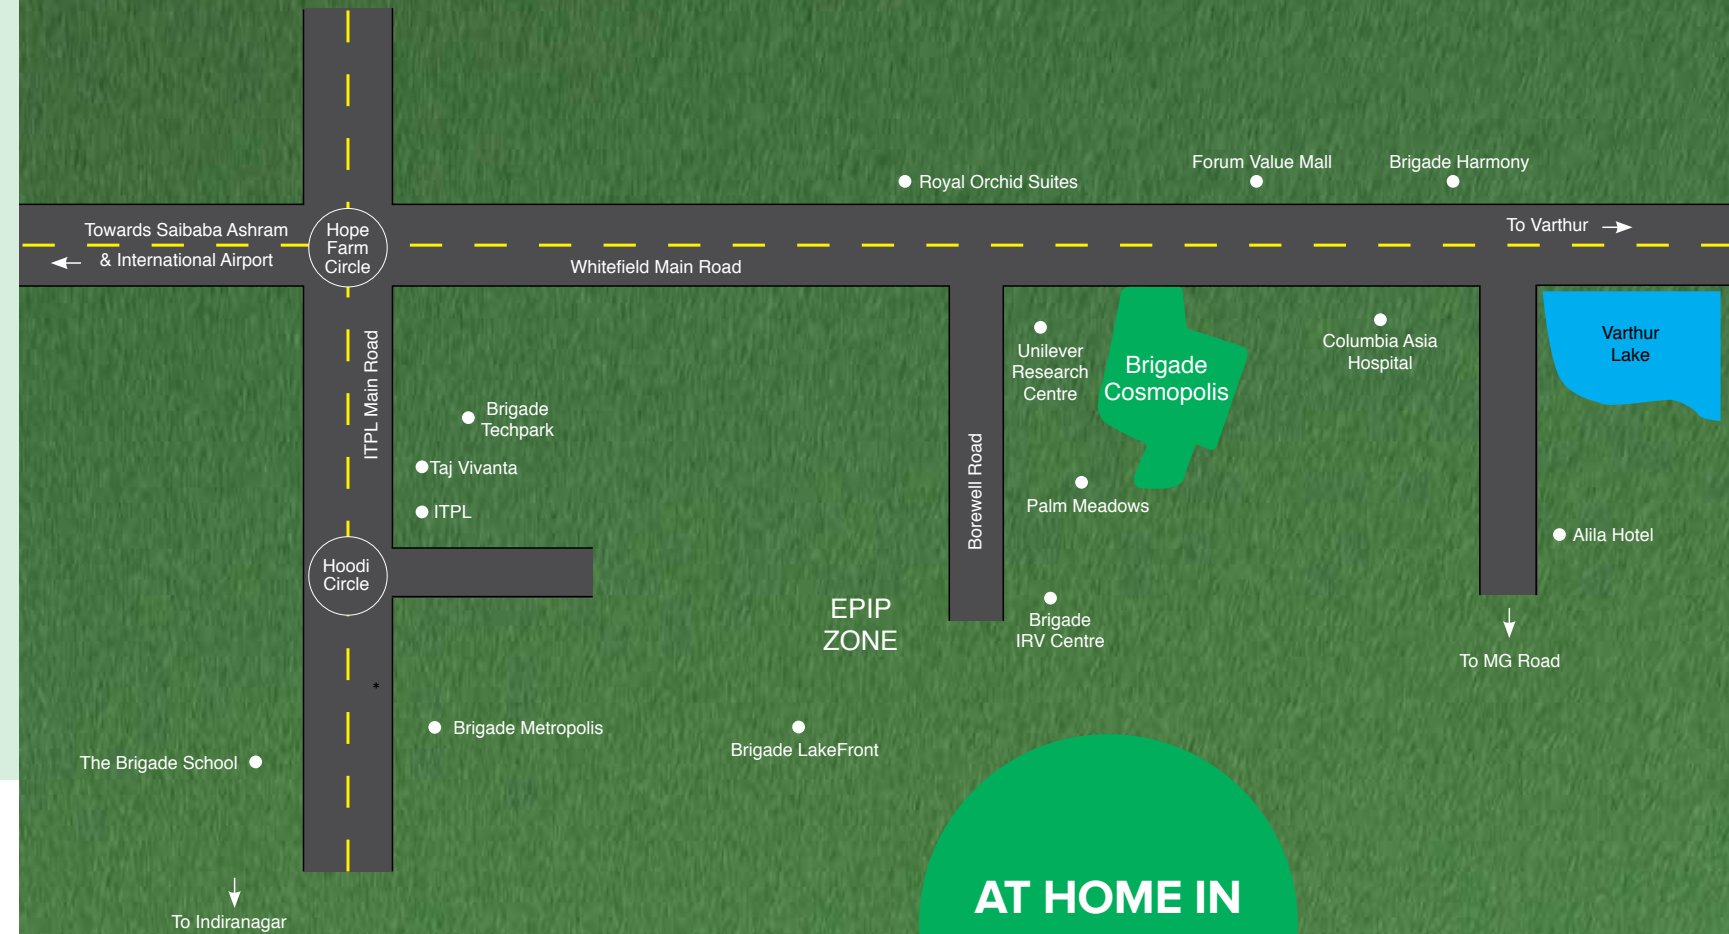 Royal Orchid Suites
Forum Value Mall
Brigade Harmony
Towards Saibaba Ashram
& International Airport
Hope
Farm
Circle
Whitefield Main Road
To Varthur
ITPL Main Road
Brigade
Techpark
Taj Vivanta
ITPL
Hoodi
Circle
Borewell Road
Unilever
Research
Centre
Brigade
Cosmopolis
Palm Meadows
Columbia Asia
Hospital
Varthur
Lake
Alila Hotel
EPIP
ZONE
Brigade
IRV Centre
To MG Road
*
Brigade Metropolis
Brigade LakeFront
The Brigade School
To Indiranagar
AT HOME IN